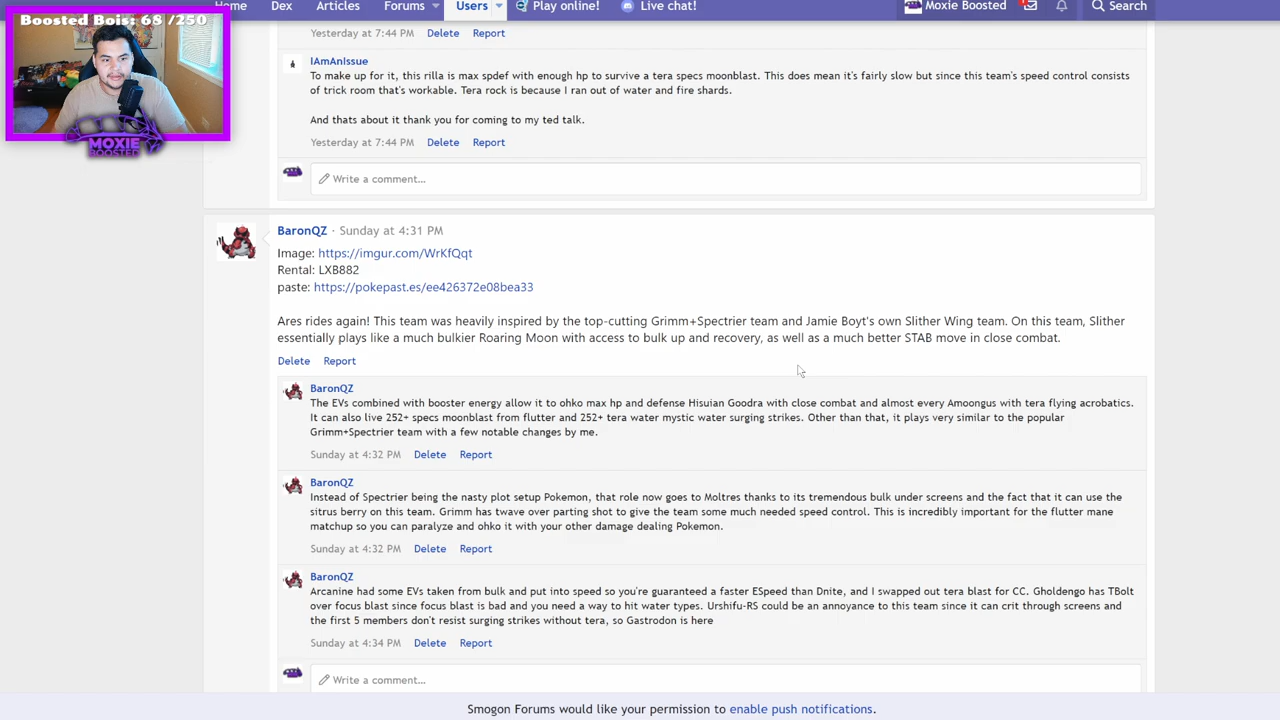 Home Dex Articles Forums Users Play online! Live chat! Moxie Boosted Search
Boosted Bois: 68 /250
MOXIE
BOOSTED
Yesterday at 7:44 PM Delete Report
IAmAnIssue
To make up for it, this rilla is max spdef with enough hp to survive a tera specs moonblast. This does mean it's fairly slow but since this team's speed control consists
of trick room that's workable. Tera rock is because I ran out of water and fire shards.
And thats about it thank you for coming to my ted talk.
Yesterday at 7:44 PM Delete Report
Write a comment...
BaronQZ · Sunday at 4:31 PM
Image: https://imgur.com/WrKfQqt
Rental: LXB882
paste: https://pokepast.es/ee426372e08bea33
Ares rides again! This team was heavily inspired by the top-cutting Grimm+Spectrier team and Jamie Boyt's own Slither Wing team. On this team, Slither
essentially plays like a much bulkier Roaring Moon with access to bulk up and recovery, as well as a much better STAB move in close combat.
Delete Report
BaronQZ
The EVs combined with booster energy allow it to ohko max hp and defense Hisuian Goodra with close combat and almost every Amoongus with tera flying acrobatics.
It can also live 252+ specs moonblast from flutter and 252+ tera water mystic water surging strikes. Other than that, it plays very similar to the popular
Grimm+Spectrier team with a few notable changes by me.
Sunday at 4:32 PM Delete Report
BaronQZ
Instead of Spectrier being the nasty plot setup Pokemon, that role now goes to Moltres thanks to its tremendous bulk under screens and the fact that it can use the
sitrus berry on this team. Grimm has twave over parting shot to give the team some much needed speed control. This is incredibly important for the flutter mane
matchup so you can paralyze and ohko it with your other damage dealing Pokemon.
Sunday at 4:32 PM Delete Report
BaronQZ
Arcanine had some EVs taken from bulk and put into speed so you're guaranteed a faster ESpeed than Dnite, and I swapped out tera blast for CC. Gholdengo has TBolt
over focus blast since focus blast is bad and you need a way to hit water types. Urshifu-RS could be an annoyance to this team since it can crit through screens and
the first 5 members don't resist surging strikes without tera, so Gastrodon is here
Sunday at 4:34 PM Delete Report
Write a comment...
Smogon Forums would like your permission to enable push notifications.